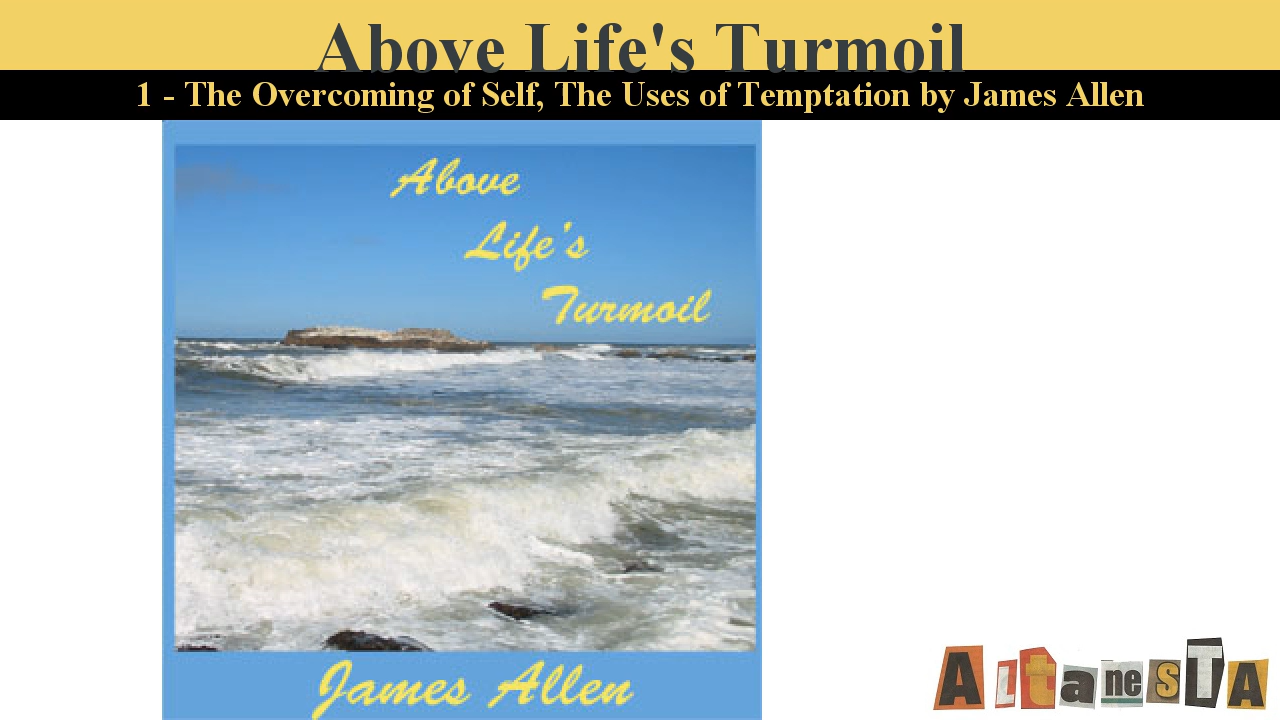 Above Life's Turmoil
1 - The Overcoming of Self, The Uses of Temptation by James Allen
Above
Life's
Turmoil
James Allen
AltanesTA